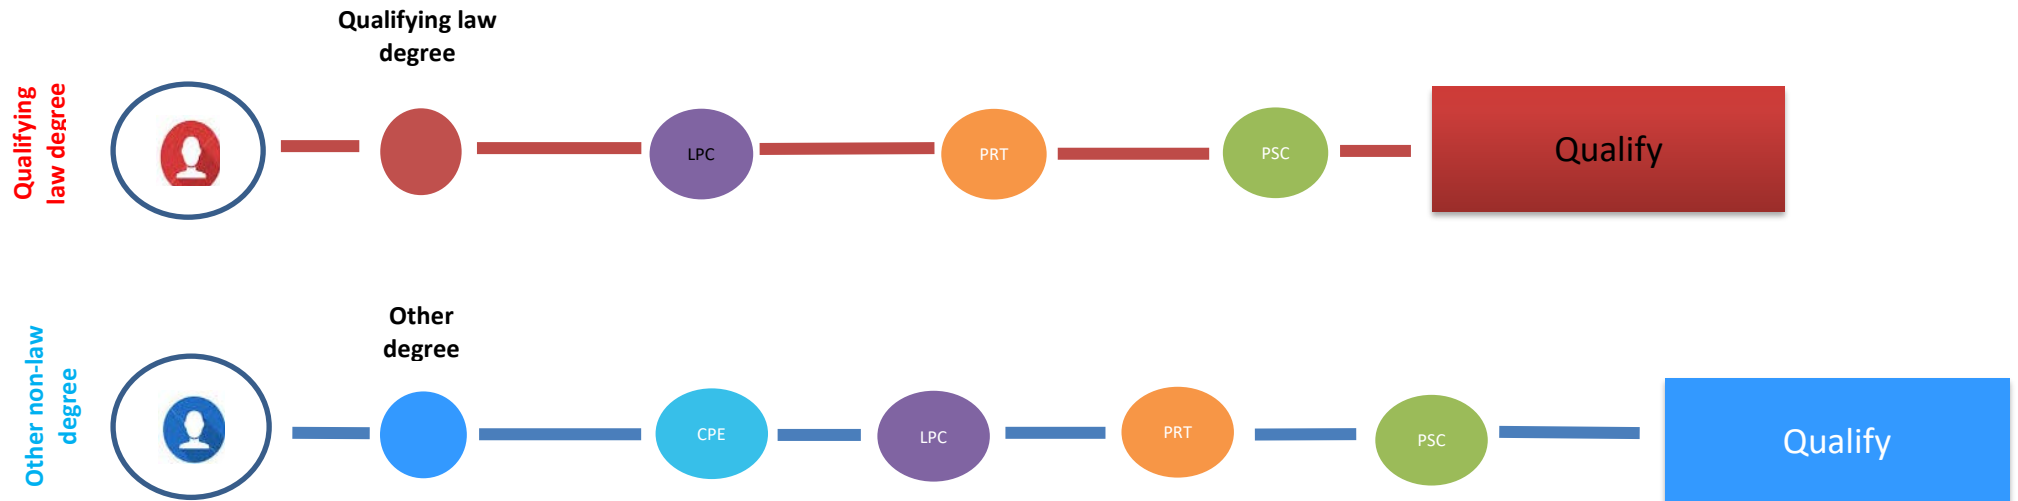 Qualifying law
degree
Qualifying
law degree
LPC
PRT
PSC
Qualify
Other
degree
Other non-law
degree
CPE
LPC
PRT
PSC
Qualify